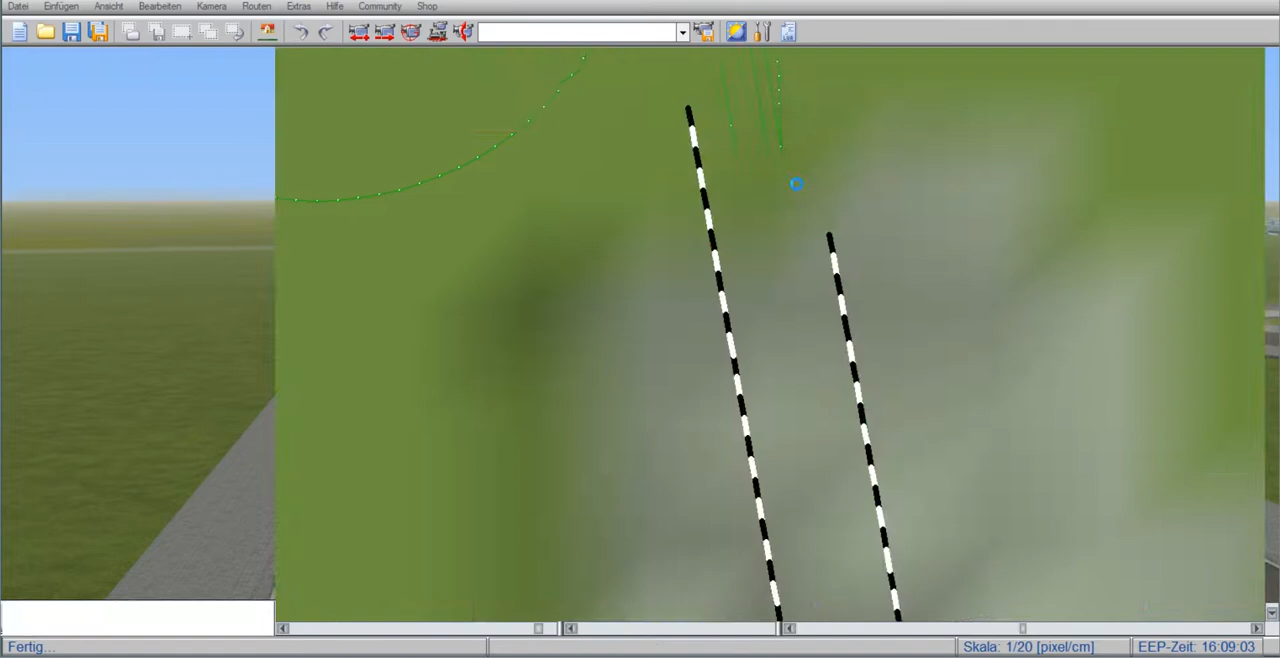 Datei Einfügen Ansicht Bearbeiten Kamera Routen Extras Hilfe Community Shop
Fertig... Skala: 1/20 [pixel/cm] EEP-Zeit: 16:09:03